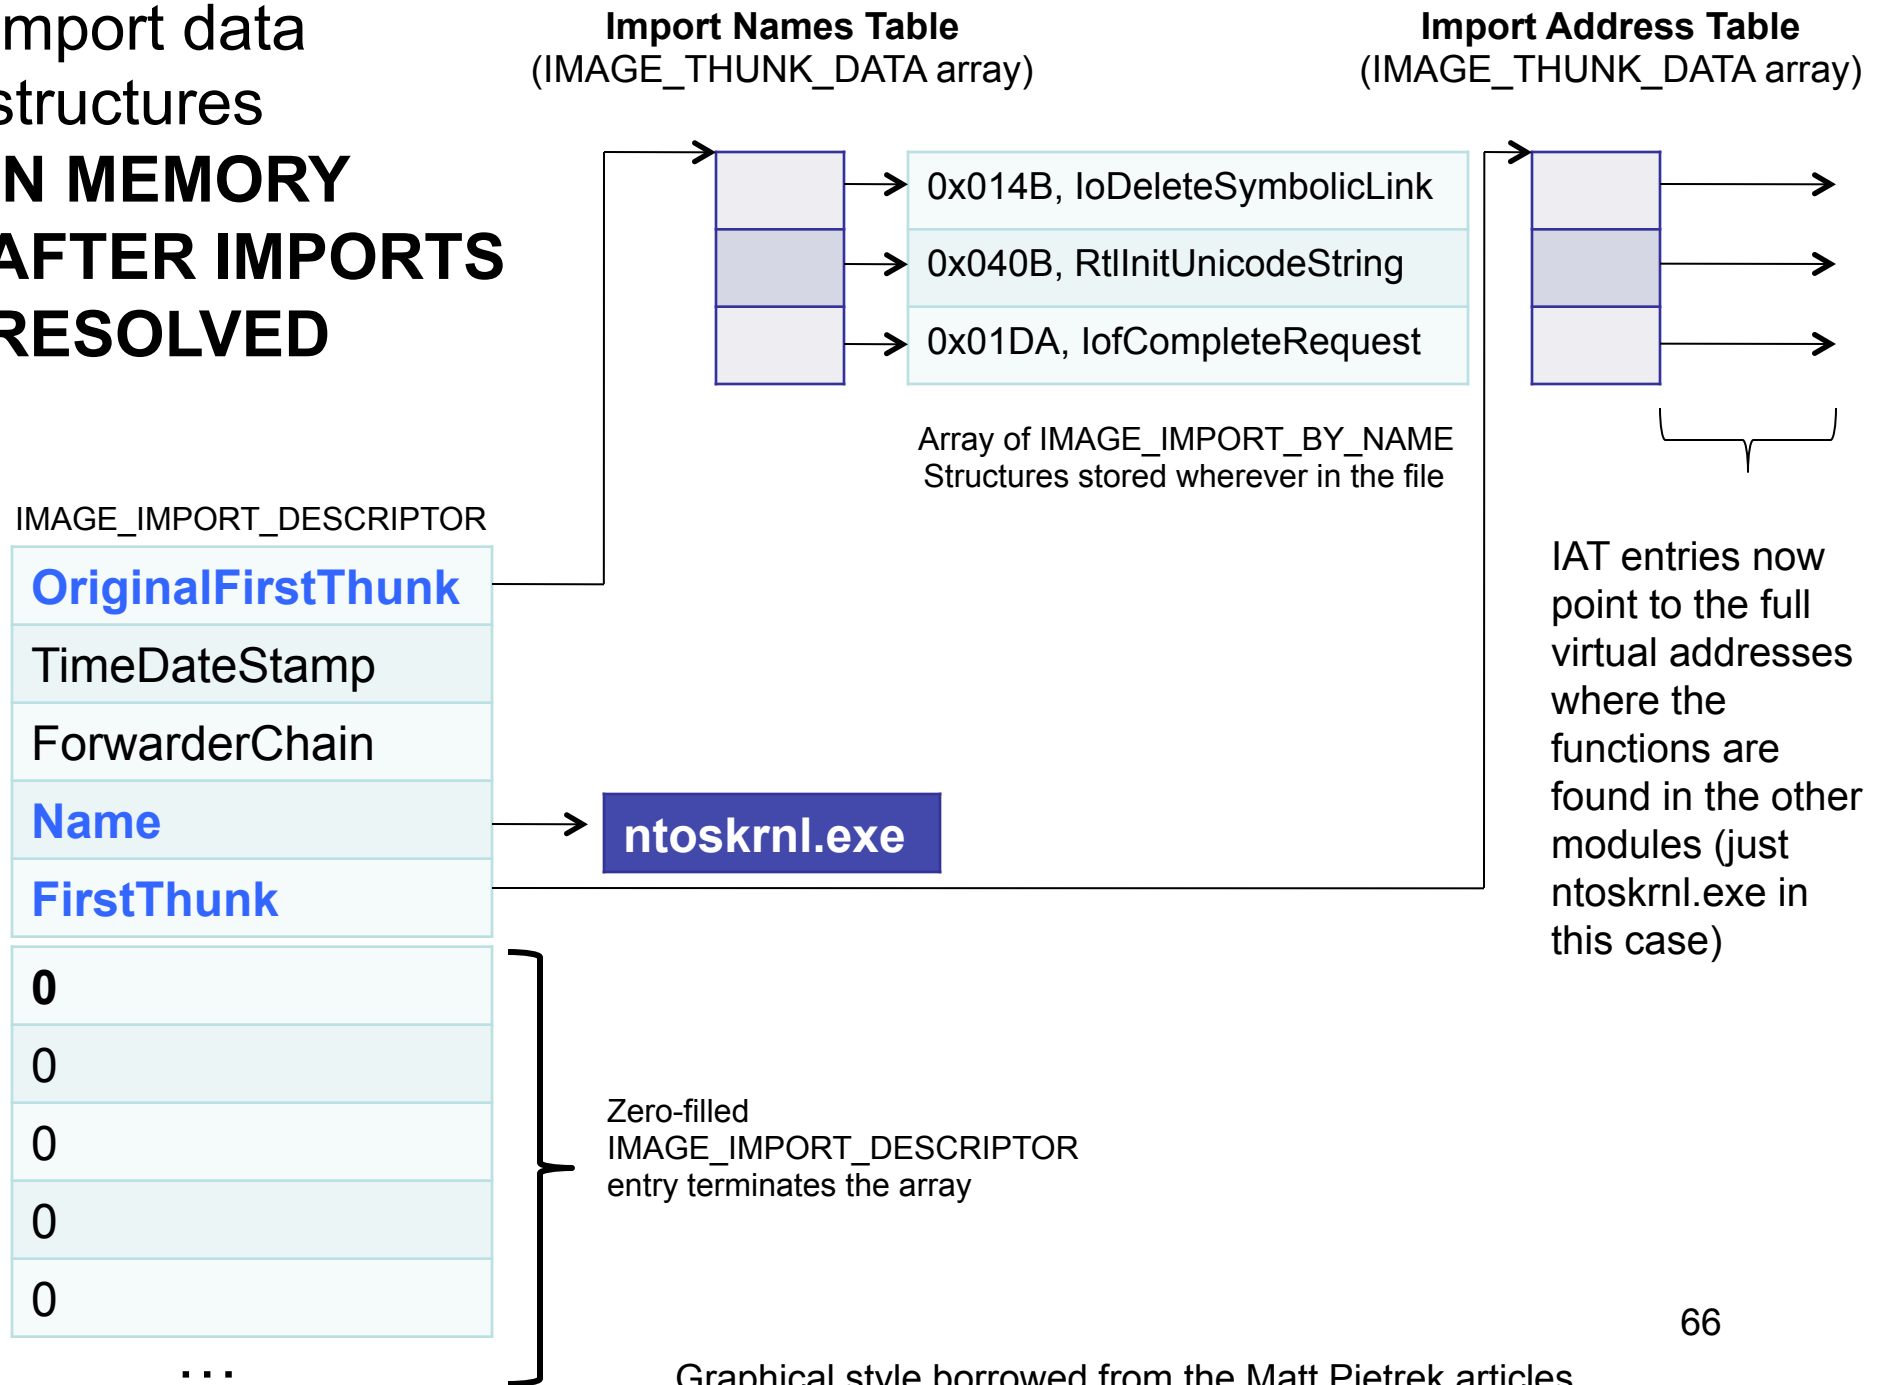 mport data
structures
N MEMORY
AFTER IMPORTS
RESOLVED
Import Names Table
(IMAGE_THUNK_DATA array)
Import Address Table
(IMAGE_THUNK_DATA array)
0x014B, IoDeleteSymbolicLink
0x040B, RtlInitUnicodeString
0x01DA, IofCompleteRequest
Array of IMAGE_IMPORT_BY_NAME
Structures stored wherever in the file
IMAGE_IMPORT_DESCRIPTOR
OriginalFirstThunk
TimeDateStamp
ForwarderChain
Name
FirstThunk
0
0
0
0
0
...
ntoskrnl.exe
IAT entries now
point to the full
virtual addresses
where the
functions are
found in the other
modules (just
ntoskrnl.exe in
this case)
Zero-filled
IMAGE_IMPORT_DESCRIPTOR
entry terminates the array
66
Graphical style borrowed from the Matt Pietrek articles